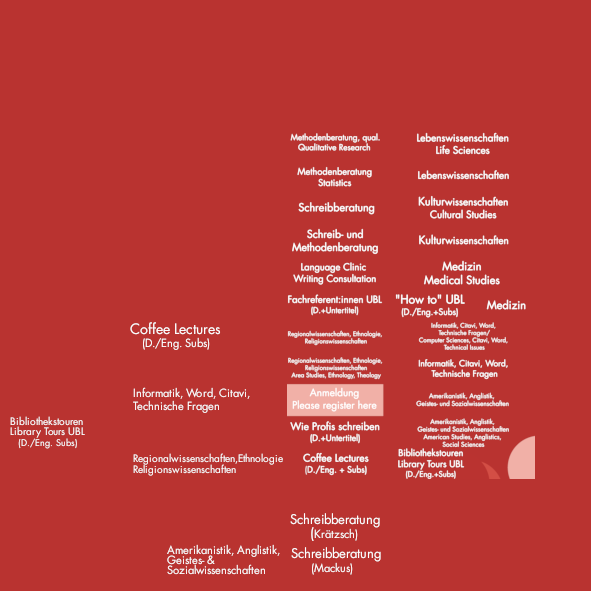 Methodenberatung, qual.
Qualitative Research
Methodenberatung
Statistics
Schreibberatung
Schreib- und
Methodenberatung
Language Clinic
Writing Consultation
Fachreferent:innen UBL
(D.+Untertitel)
Regionalwissenschaften, Ethnologie,
Religionswissenschaften
Regionalwissenschaften, Ethnologie,
Religionswissenschaften
Area Studies, Ethnology, Theology
Anmeldung
Please register here
Wie Profis schreiben
(D.+Untertitel)
Coffee Lectures
(D./Eng. + Subs)
Lebenswissenschaften
Life Sciences
Lebenswissenschaften
Kulturwissenschaften
Cultural Studies
Kulturwissenschaften
Medizin
Medical Studies
"How to" UBL
(D./Eng.+Subs)
Medizin
Informatik, Citavi, Word,
Technische Fragen/
Computer Sciences, Citavi, Word,
Technical Issues
Informatik, Citavi, Word,
Technische Fragen
Amerikanistik, Anglistik,
Geistes- und Sozialwissenschaften
Amerikanistik, Anglistik,
Geistes- und Sozialwissenschaften
American Studies, Anglistics,
Social Sciences
Bibliothekstouren
Library Tours UBL
(D./Eng.+Subs)
Coffee Lectures
(D./Eng. Subs)
Informatik, Word, Citavi,
Technische Fragen
Bibliothekstouren
Library Tours UBL
(D./Eng. Subs)
Regionalwissenschaften,Ethnologie
Religionswissenschaften
Schreibberatung
(Krätzsch)
Amerikanistik, Anglistik,
Geistes- &
Sozialwissenschaften
Schreibberatung
(Mackus)